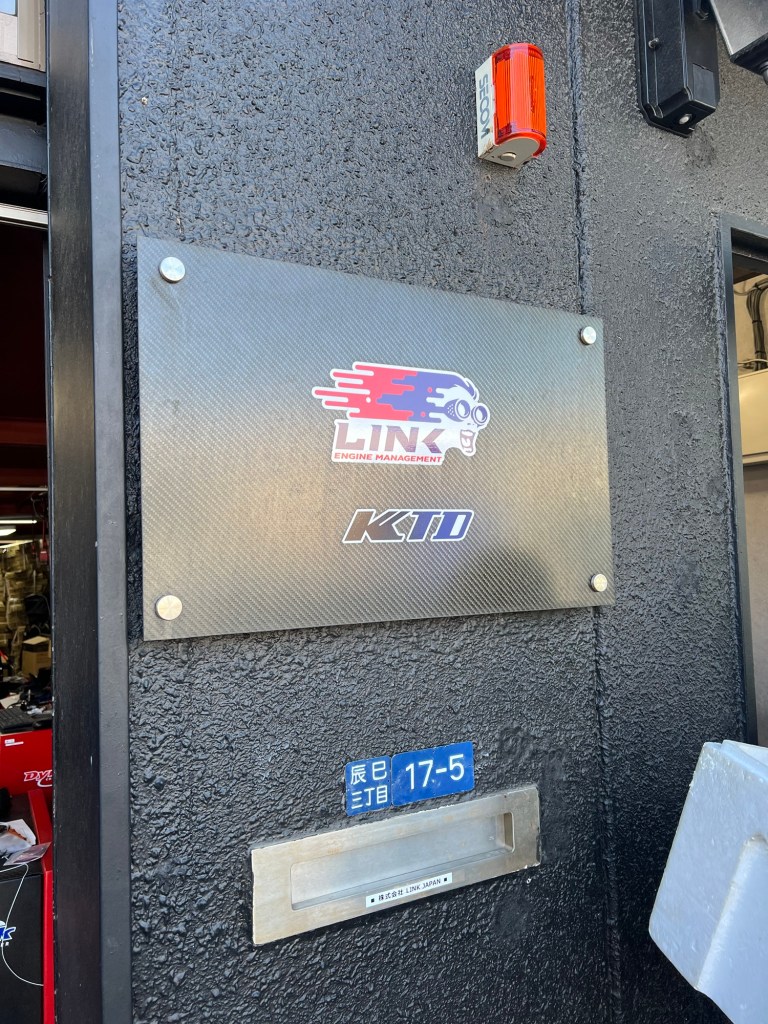 SECOM
LINK
ENGINE MANAGEMENT
KTD
辰巳
三丁目
17-5
株式会社 LINK JAPAN